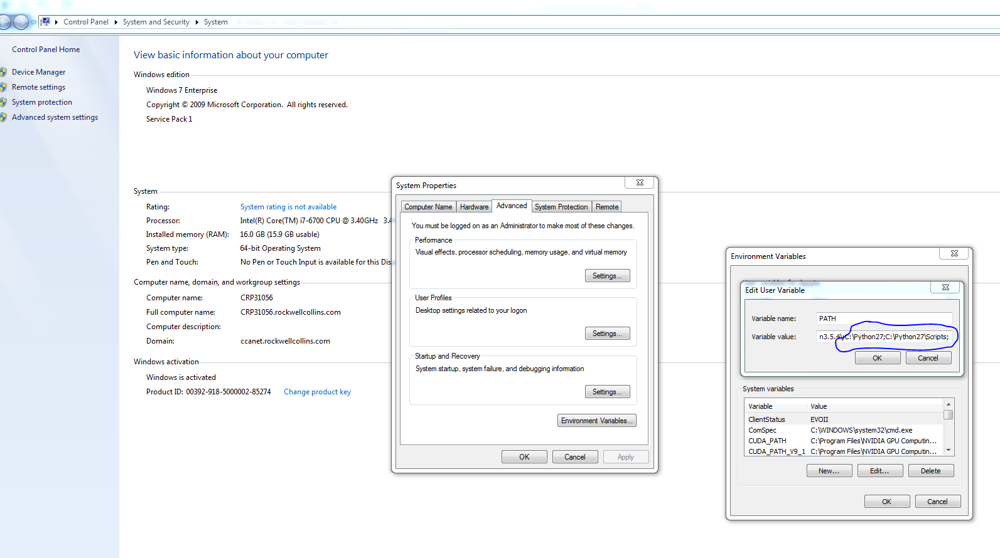 Control Panel ▸ System and Security ▸ System
Control Panel Home
Device Manager
Remote settings
System protection
Advanced system settings
View basic information about your computer
Windows edition
Windows 7 Enterprise
Copyright © 2009 Microsoft Corporation. All rights reserved.
Service Pack 1
System
Rating: System rating is not available
Processor: Intel(R) Core(TM) i7-6700 CPU @ 3.40GHz 3.4
Installed memory (RAM): 16.0 GB (15.9 GB usable)
System type: 64-bit Operating System
Pen and Touch: No Pen or Touch Input is available for this Dis
Computer name, domain, and workgroup settings
Computer name: CRP31056
Full computer name: CRP31056.rockwellcollins.com
Computer description:
Domain: ccanet.rockwellcollins.com
Windows activation
Windows is activated
Product ID: 00392-918-5000002-85274 Change product key
System Properties
Computer Name Hardware Advanced System Protection Remote
You must be logged on as an Administrator to make most of these changes.
Performance
Visual effects, processor scheduling, memory usage, and virtual memory
Settings...
User Profiles
Desktop settings related to your logon
Settings...
Startup and Recovery
System startup, system failure, and debugging information
Settings...
Environment Variables...
OK Cancel Apply
Environment Variables
Edit User Variable
Variable name: PATH
Variable value: n3.5.4\;C:\Python27;C:\Python27\Scripts;
OK Cancel
System variables
Variable Value
ClientStatus EVOII
ComSpec C:\WINDOWS\system32\cmd.exe
CUDA_PATH C:\Program Files\NVIDIA GPU Computin...
CUDA_PATH_V9_1 C:\Program Files\NVIDIA GPU Computin...
New... Edit... Delete
OK Cancel